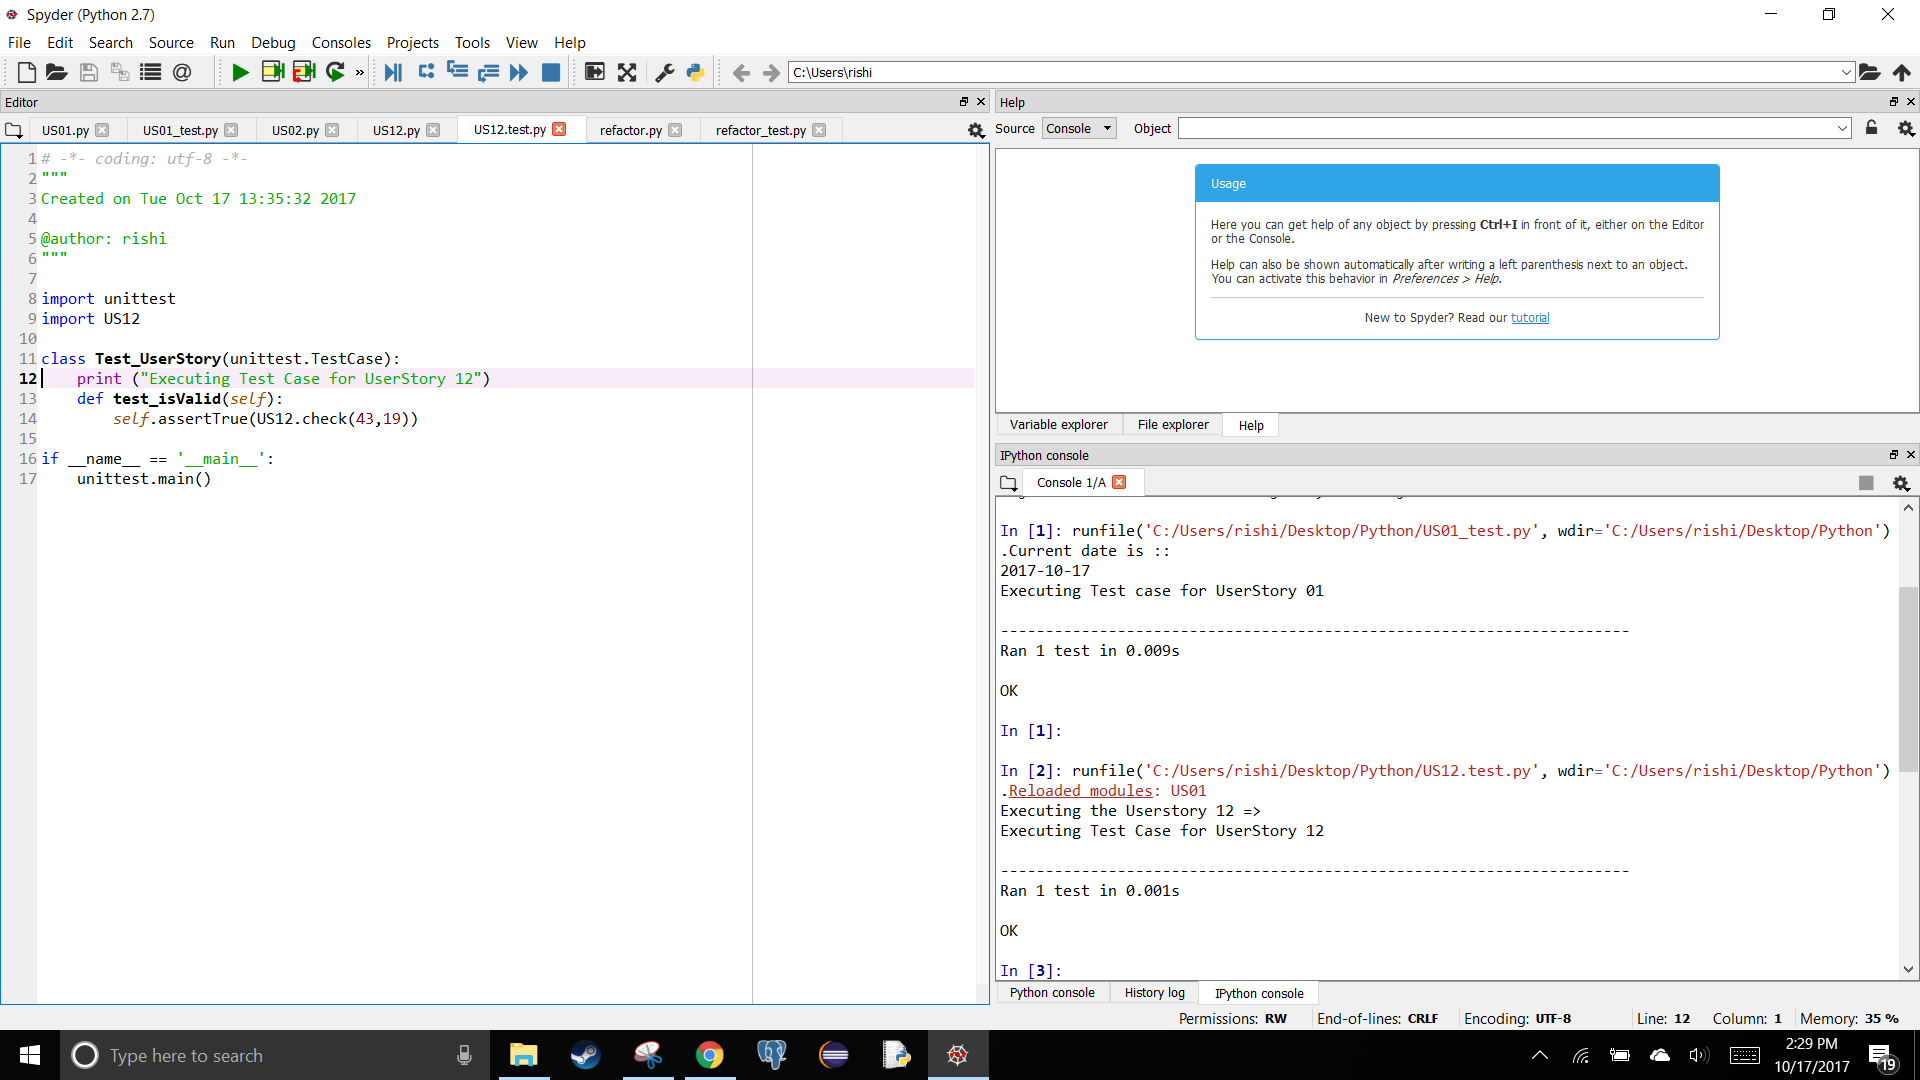 Spyder (Python 2.7)
File Edit Search Source Run Debug Consoles Projects Tools View Help
C:\Users\rishi
Editor
US01.py US01_test.py US02.py US12.py US12.test.py refactor.py refactor_test.py
1 # -*- coding: utf-8 -*-
2 """
3 Created on Tue Oct 17 13:35:32 2017
4
5 @author: rishi
6 """
7
8 import unittest
9 import US12
10
11 class Test_UserStory(unittest.TestCase):
12     print ("Executing Test Case for UserStory 12")
13     def test_isValid(self):
14         self.assertTrue(US12.check(43,19))
15
16 if __name__ == '__main__':
17     unittest.main()
Help
Source Console Object
Usage
Here you can get help of any object by pressing Ctrl+I in front of it, either on the Editor
or the Console.
Help can also be shown automatically after writing a left parenthesis next to an object.
You can activate this behavior in Preferences > Help.
New to Spyder? Read our tutorial
Variable explorer File explorer Help
IPython console
Console 1/A
In [1]: runfile('C:/Users/rishi/Desktop/Python/US01_test.py', wdir='C:/Users/rishi/Desktop/Python')
.Current date is ::
2017-10-17
Executing Test case for UserStory 01
----------------------------------------------------------------------
Ran 1 test in 0.009s
OK
In [1]:
In [2]: runfile('C:/Users/rishi/Desktop/Python/US12.test.py', wdir='C:/Users/rishi/Desktop/Python')
.Reloaded modules: US01
Executing the Userstory 12 =>
Executing Test Case for UserStory 12
----------------------------------------------------------------------
Ran 1 test in 0.001s
OK
In [3]:
Python console History log IPython console
Permissions: RW End-of-lines: CRLF Encoding: UTF-8 Line: 12 Column: 1 Memory: 35 %
Type here to search
2:29 PM
10/17/2017
19